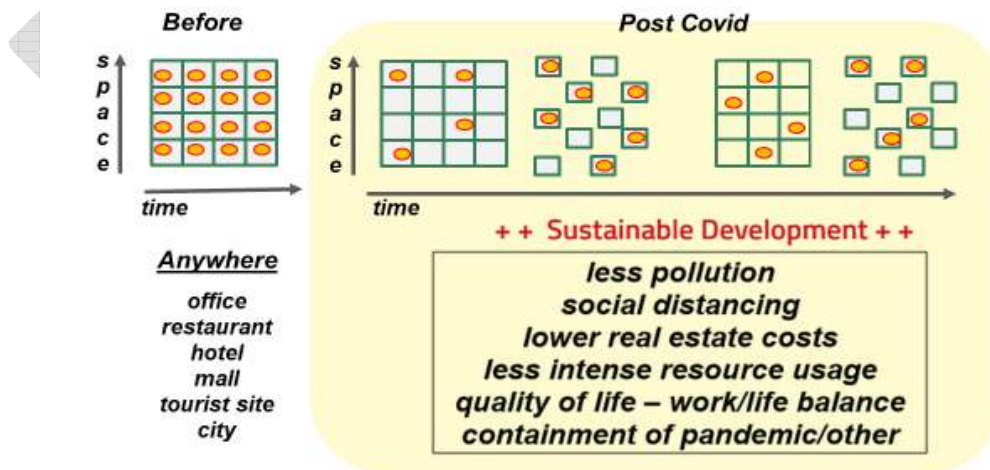 Before
Post Covid
space
space
time
time
+ + Sustainable Development + +
Anywhere
office
restaurant
hotel
mall
tourist site
city
less pollution
social distancing
lower real estate costs
less intense resource usage
quality of life – work/life balance
containment of pandemic/other